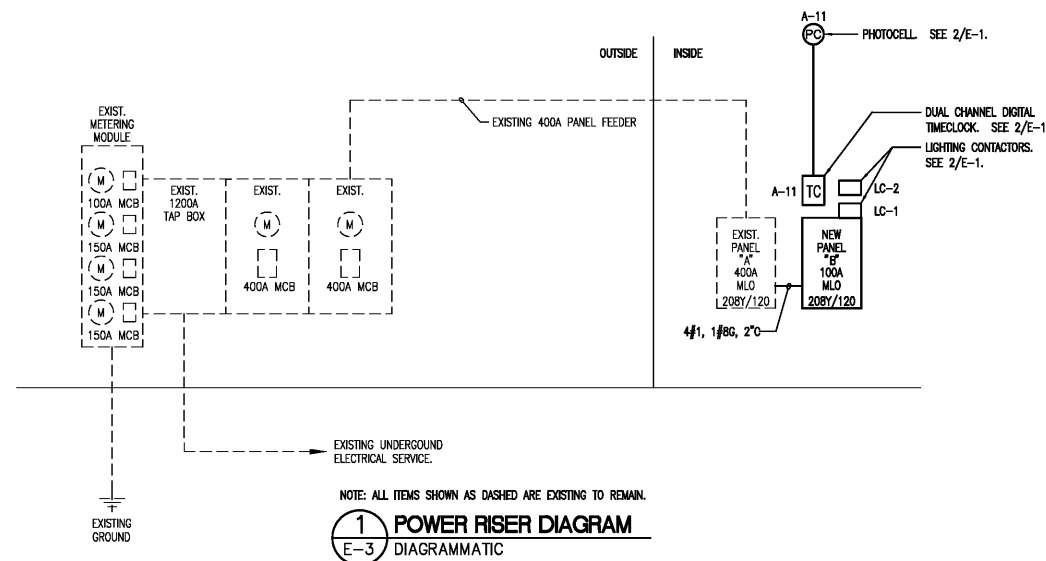 A-11
PC
PHOTOCELL. SEE 2/E-1.
OUTSIDE
INSIDE
EXISTING 400A PANEL FEEDER
DUAL CHANNEL DIGITAL
TIMECLOCK. SEE 2/E-1
LIGHTING CONTACTORS.
SEE 2/E-1.
A-11
TC
LC-2
LC-1
EXIST.
METERING
MODULE
M
100A MCB
M
150A MCB
M
150A MCB
M
150A MCB
EXIST.
1200A
TAP BOX
EXIST.
M
400A MCB
EXIST.
M
400A MCB
EXIST.
PANEL
"A"
400A
MLO
208Y/120
NEW
PANEL
"B"
100A
MLO
208Y/120
4#1, 1#8G, 2"C
EXISTING UNDERGOUND
ELECTRICAL SERVICE.
EXISTING
GROUND
NOTE: ALL ITEMS SHOWN AS DASHED ARE EXISTING TO REMAIN.
1
E-3
POWER RISER DIAGRAM
DIAGRAMMATIC